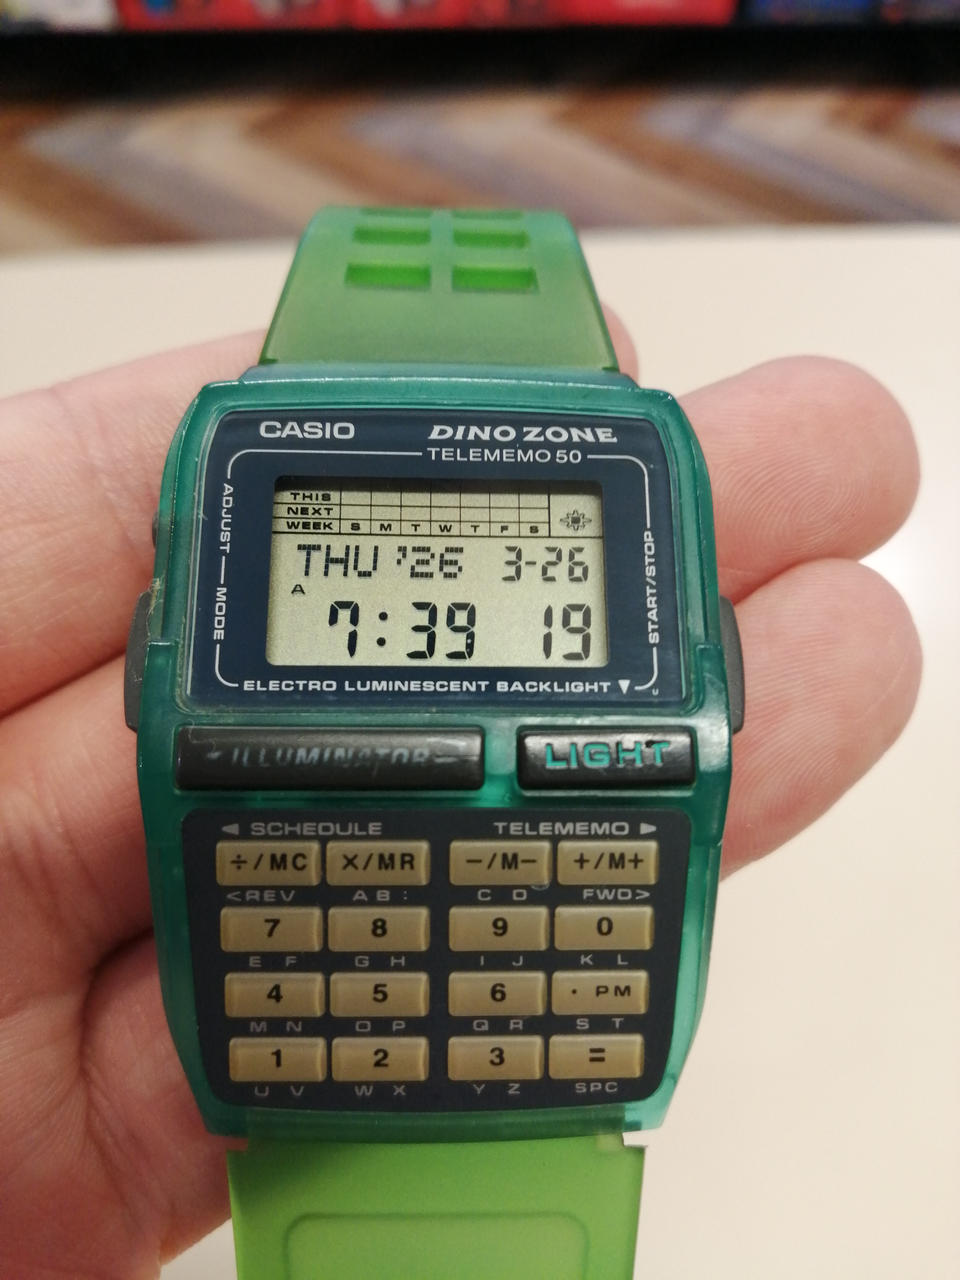 CASIO DINO ZONE
TELEMEMO 50
ADJUST — MODE
START/STOP
THIS
NEXT
WEEK S M T W T F S
THU '26 3-26
A
7:39 19
ELECTRO LUMINESCENT BACKLIGHT ▼
ILLUMINATOR LIGHT
◀ SCHEDULE TELEMEMO ▶
÷/MC ×/MR −/M− +/M+
<REV A B : C D FWD>
7 8 9 0
E F G H I J K L
4 5 6 · PM
M N O P Q R S T
1 2 3 =
U V W X Y Z SPC